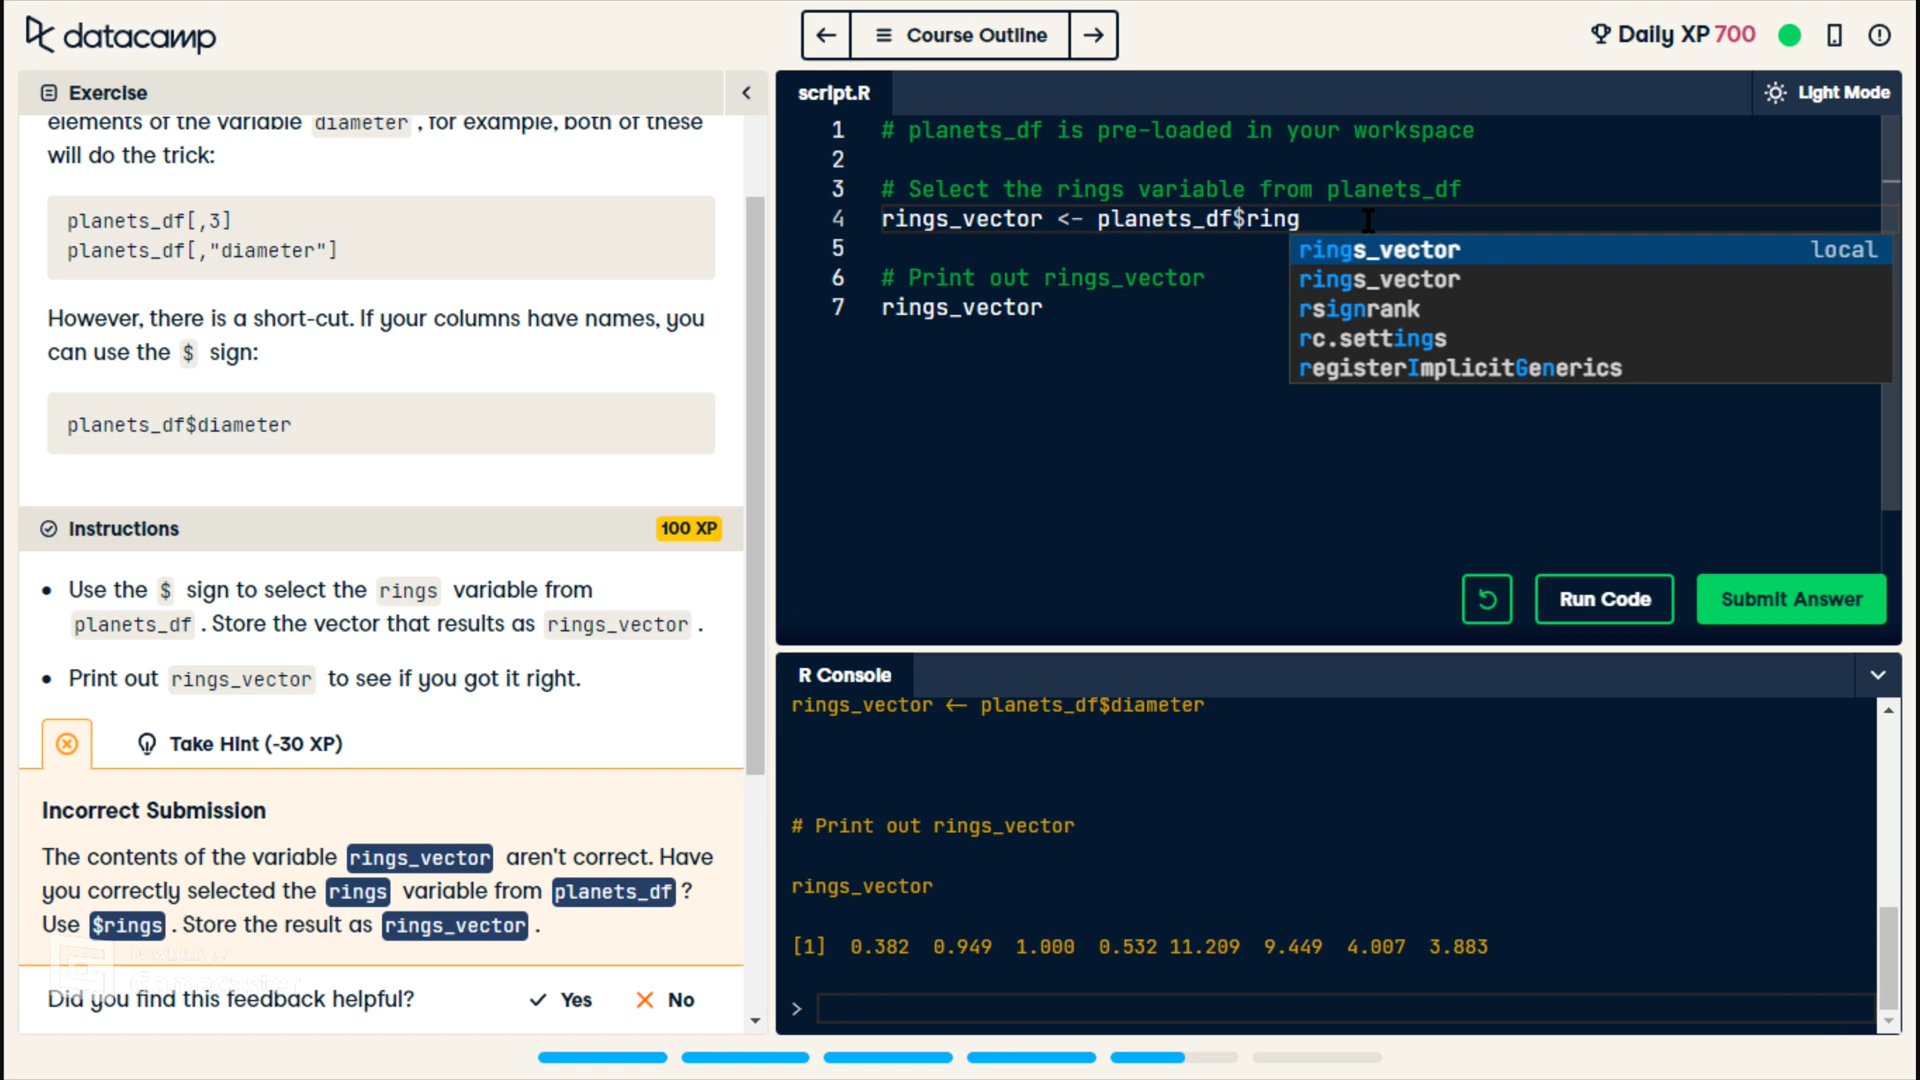 datacamp
Course Outline
Daily XP 700
Exercise
elements of the variable diameter , for example, both of these
will do the trick:
planets_df[,3]
planets_df[,"diameter"]
However, there is a short-cut. If your columns have names, you
can use the $ sign:
planets_df$diameter
Instructions
100 XP
Use the $ sign to select the rings variable from
planets_df . Store the vector that results as rings_vector .
Print out rings_vector to see if you got it right.
Take Hint (-30 XP)
Incorrect Submission
The contents of the variable rings_vector aren't correct. Have
you correctly selected the rings variable from planets_df ?
Use $rings . Store the result as rings_vector .
POWERED BY
Gamecaster
Did you find this feedback helpful?
Yes
No
script.R
Light Mode
1 # planets_df is pre-loaded in your workspace
2
3 # Select the rings variable from planets_df
4 rings_vector <- planets_df$ring
5
6 # Print out rings_vector
7 rings_vector
rings_vector local
rings_vector
rsignrank
rc.settings
registerImplicitGenerics
Run Code
Submit Answer
R Console
rings_vector <- planets_df$diameter
# Print out rings_vector
rings_vector
[1] 0.382 0.949 1.000 0.532 11.209 9.449 4.007 3.883
>